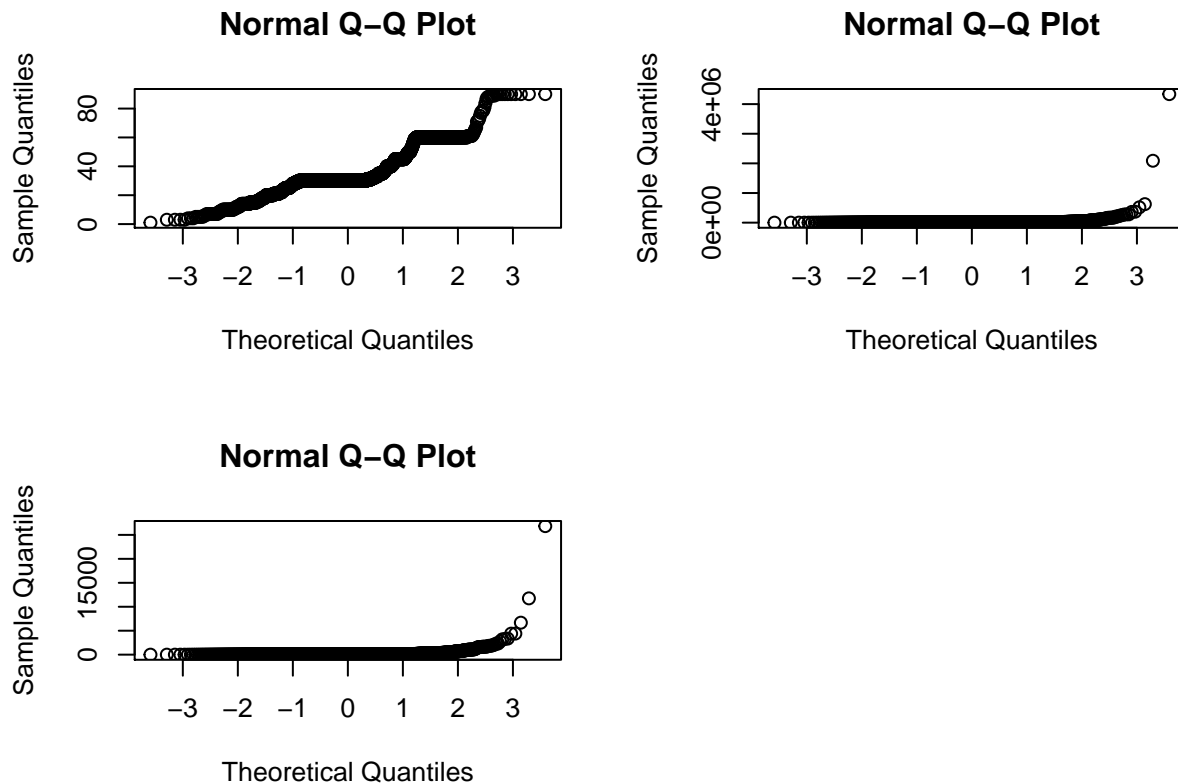 Normal Q−Q Plot
Sample Quantiles
80
40
0
−3 −2 −1 0 1 2 3
Theoretical Quantiles
Normal Q−Q Plot
Sample Quantiles
4e+06
0e+00
−3 −2 −1 0 1 2 3
Theoretical Quantiles
Normal Q−Q Plot
Sample Quantiles
15000
0
−3 −2 −1 0 1 2 3
Theoretical Quantiles